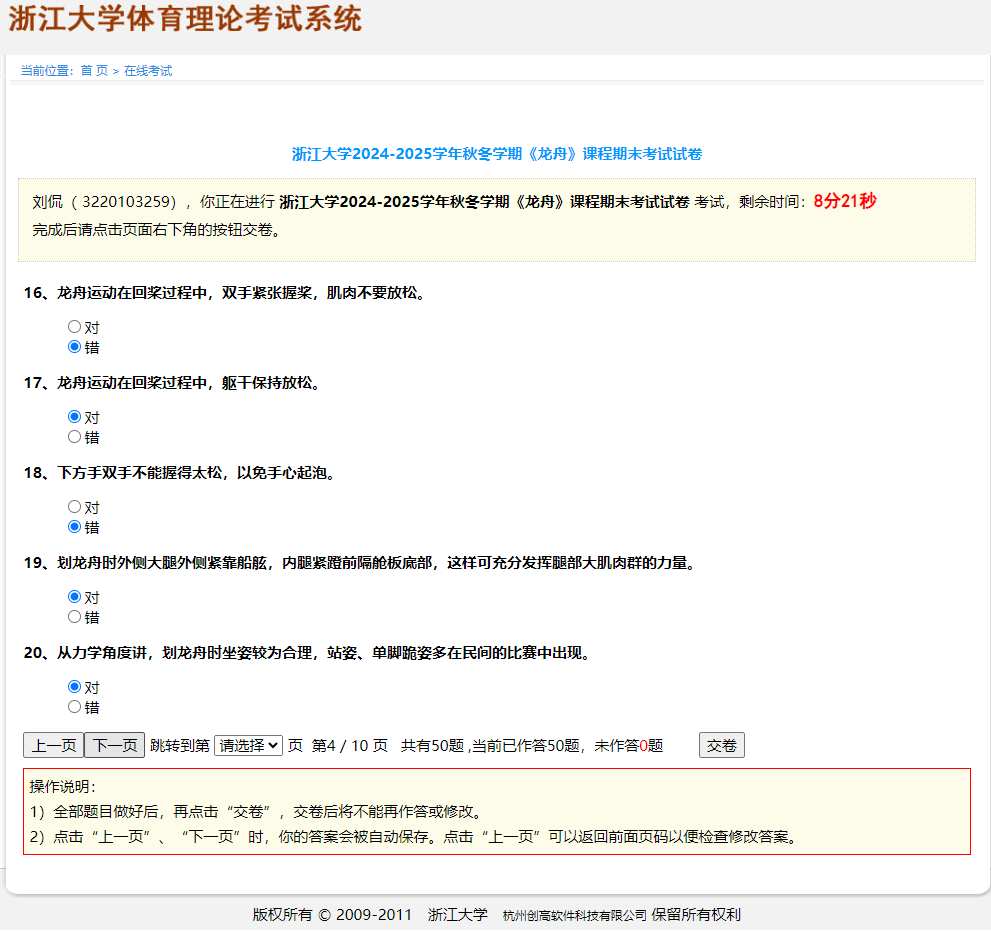 浙江大学体育理论考试系统
当前位置：首 页 > 在线考试
浙江大学2024-2025学年秋冬学期《龙舟》课程期末考试试卷
刘侃（ 3220103259），你正在进行 浙江大学2024-2025学年秋冬学期《龙舟》课程期末考试试卷 考试，剩余时间：8分21秒
完成后请点击页面右下角的按钮交卷。
16、龙舟运动在回桨过程中，双手紧张握桨，肌肉不要放松。
对
错
17、龙舟运动在回桨过程中，躯干保持放松。
对
错
18、下方手双手不能握得太松，以免手心起泡。
对
错
19、划龙舟时外侧大腿外侧紧靠船舷，内腿紧蹬前隔舱板底部，这样可充分发挥腿部大肌肉群的力量。
对
错
20、从力学角度讲，划龙舟时坐姿较为合理，站姿、单脚跪姿多在民间的比赛中出现。
对
错
上一页 下一页 跳转到第 请选择 页 第4 / 10 页 共有50题 ,当前已作答50题，未作答0题 交卷
操作说明：
1）全部题目做好后，再点击“交卷”，交卷后将不能再作答或修改。
2）点击“上一页”、“下一页”时，你的答案会被自动保存。点击“上一页”可以返回前面页码以便检查修改答案。
版权所有 © 2009-2011 浙江大学 杭州创高软件科技有限公司 保留所有权利